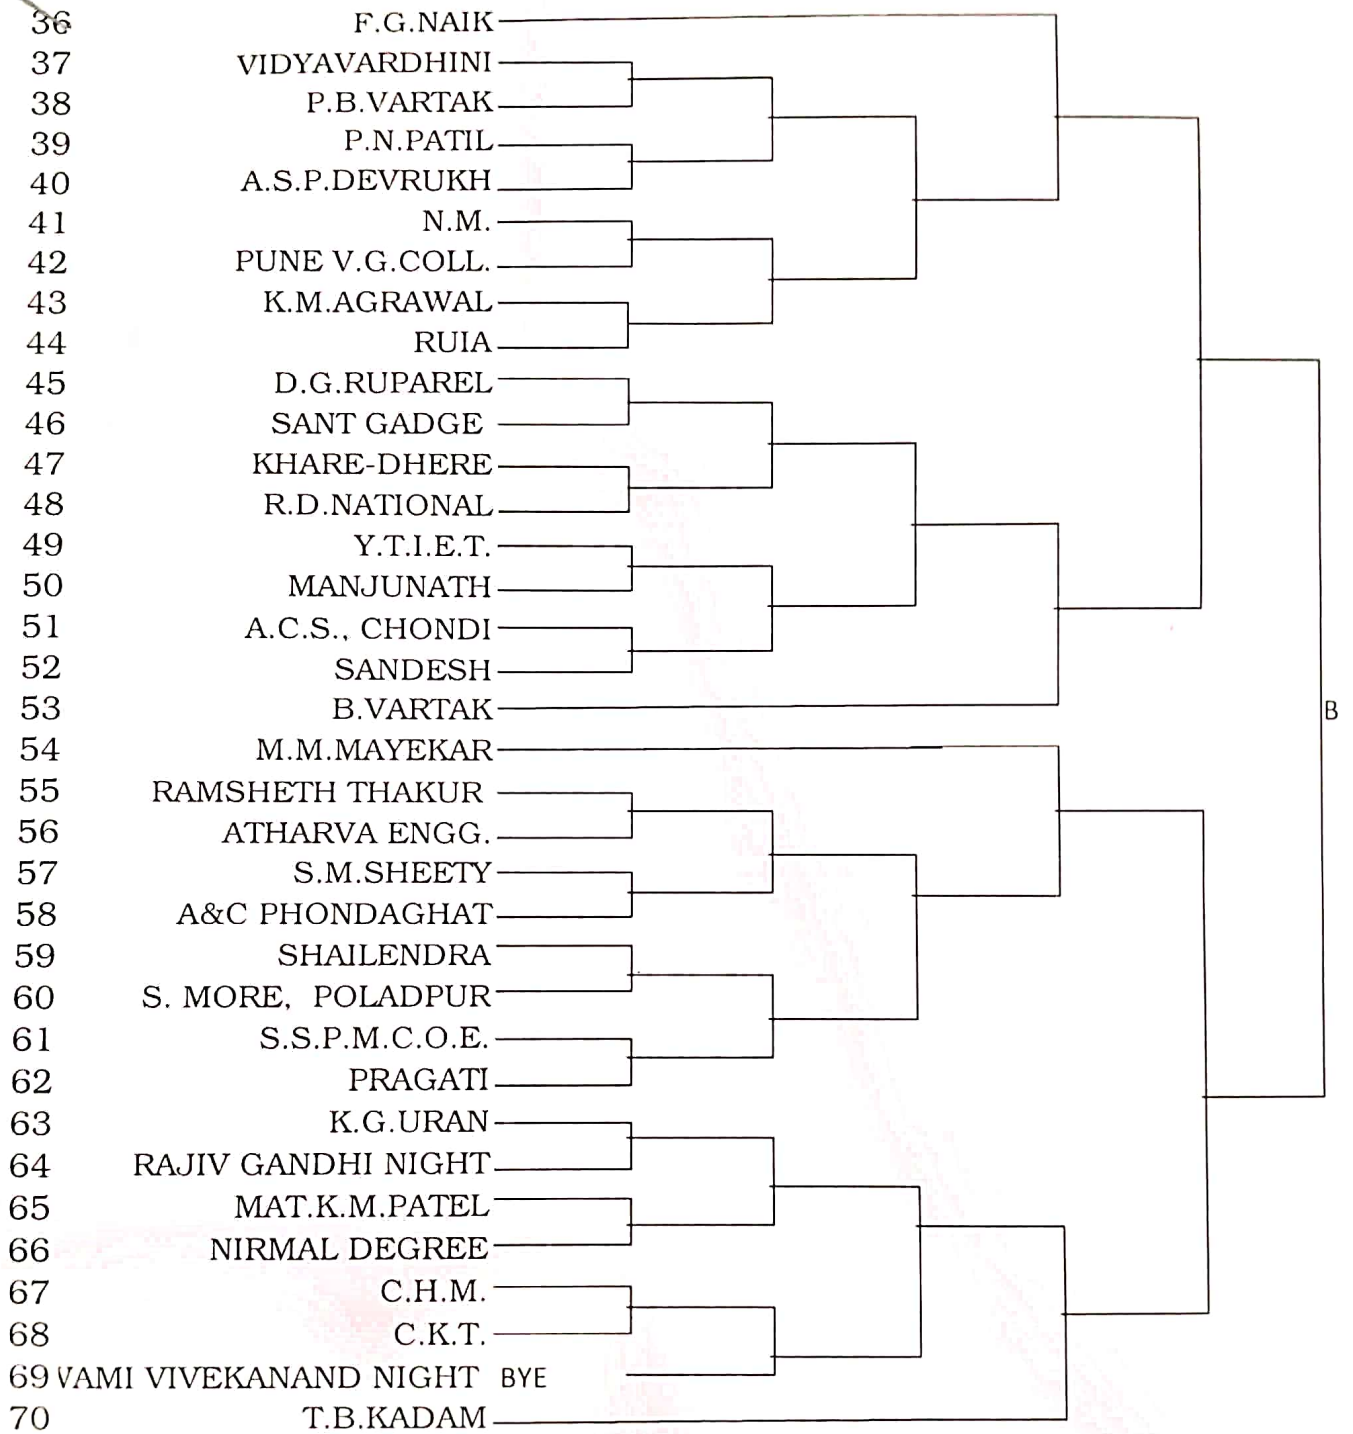 36 F.G.NAIK
37 VIDYAVARDHINI
38 P.B.VARTAK
39 P.N.PATIL
40 A.S.P.DEVRUKH
41 N.M.
42 PUNE V.G.COLL.
43 K.M.AGRAWAL
44 RUIA
45 D.G.RUPAREL
46 SANT GADGE
47 KHARE-DHERE
48 R.D.NATIONAL
49 Y.T.I.E.T.
50 MANJUNATH
51 A.C.S., CHONDI
52 SANDESH
53 B.VARTAK
B
54 M.M.MAYEKAR
55 RAMSHETH THAKUR
56 ATHARVA ENGG.
57 S.M.SHEETY
58 A&C PHONDAGHAT
59 SHAILENDRA
60 S. MORE, POLADPUR
61 S.S.P.M.C.O.E.
62 PRAGATI
63 K.G.URAN
64 RAJIV GANDHI NIGHT
65 MAT.K.M.PATEL
66 NIRMAL DEGREE
67 C.H.M.
68 C.K.T.
69 VAMI VIVEKANAND NIGHT BYE
70 T.B.KADAM